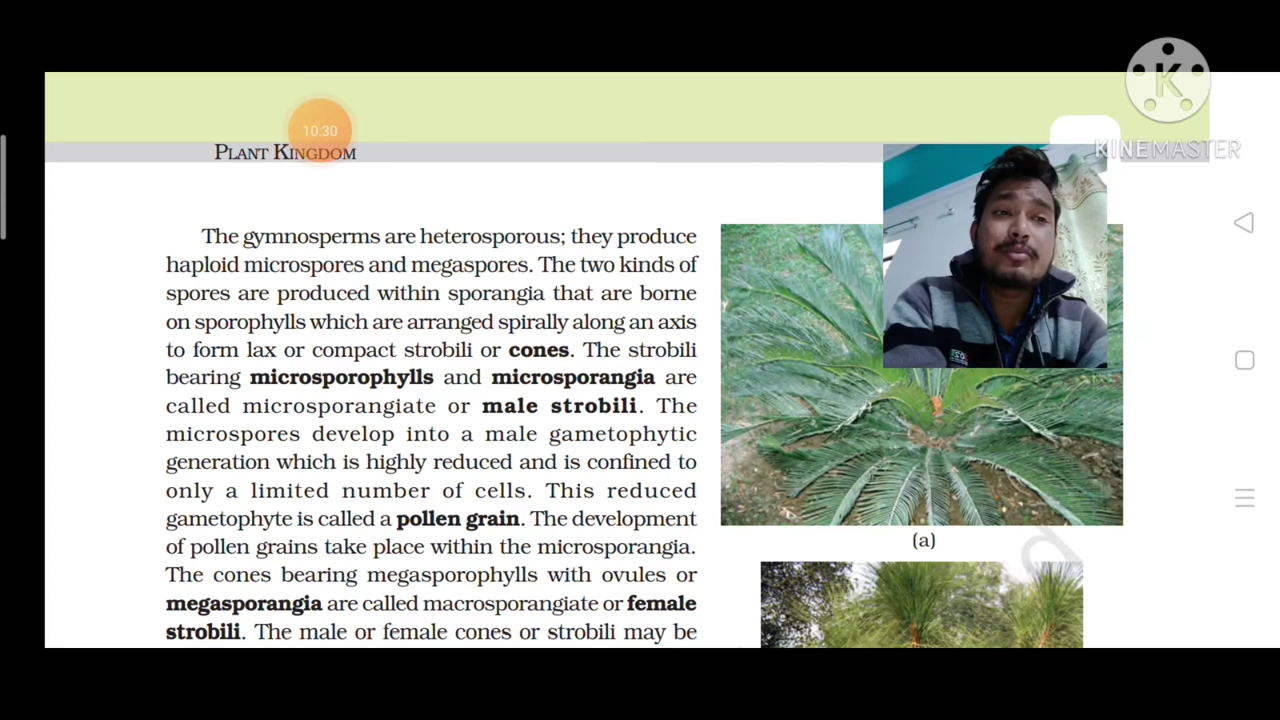 10:30
PLANT KINGDOM
K
KINEMASTER
The gymnosperms are heterosporous; they produce
haploid microspores and megaspores. The two kinds of
spores are produced within sporangia that are borne
on sporophylls which are arranged spirally along an axis
to form lax or compact strobili or cones. The strobili
bearing microsporophylls and microsporangia are
called microsporangiate or male strobili. The
microspores develop into a male gametophytic
generation which is highly reduced and is confined to
only a limited number of cells. This reduced
gametophyte is called a pollen grain. The development
of pollen grains take place within the microsporangia.
The cones bearing megasporophylls with ovules or
megasporangia are called macrosporangiate or female
strobili. The male or female cones or strobili may be
(a)